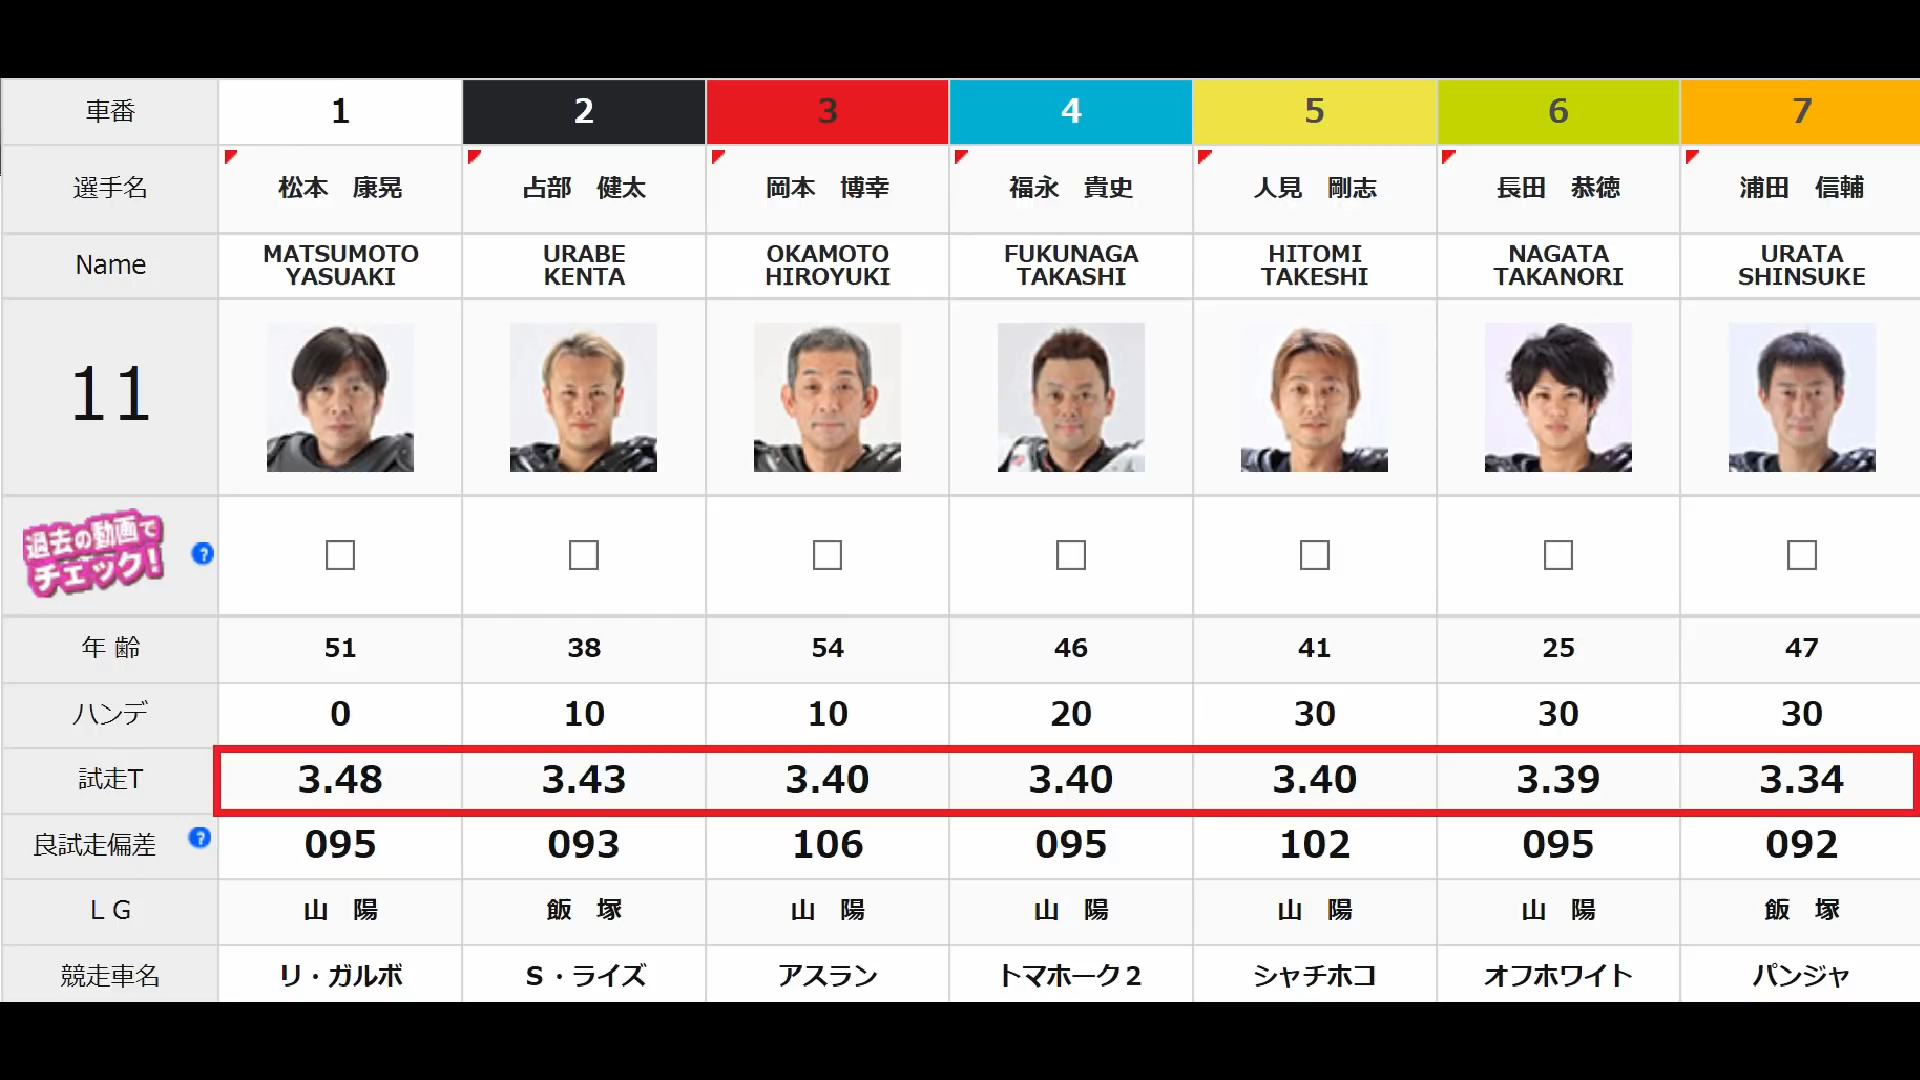 車番 1 2 3 4 5 6 7
選手名 松本 康晃 占部 健太 岡本 博幸 福永 貴史 人見 剛志 長田 恭徳 浦田 信輔
Name MATSUMOTO YASUAKI URABE KENTA OKAMOTO HIROYUKI FUKUNAGA TAKASHI HITOMI TAKESHI NAGATA TAKANORI URATA SHINSUKE
11
過去の動画で
チェック! ?
年齢 51 38 54 46 41 25 47
ハンデ 0 10 10 20 30 30 30
試走T 3.48 3.43 3.40 3.40 3.40 3.39 3.34
良試走偏差 ? 095 093 106 095 102 095 092
LG 山 陽 飯 塚 山 陽 山 陽 山 陽 山 陽 飯 塚
競走車名 リ・ガルボ S・ライズ アスラン トマホーク2 シャチホコ オフホワイト パンジャ